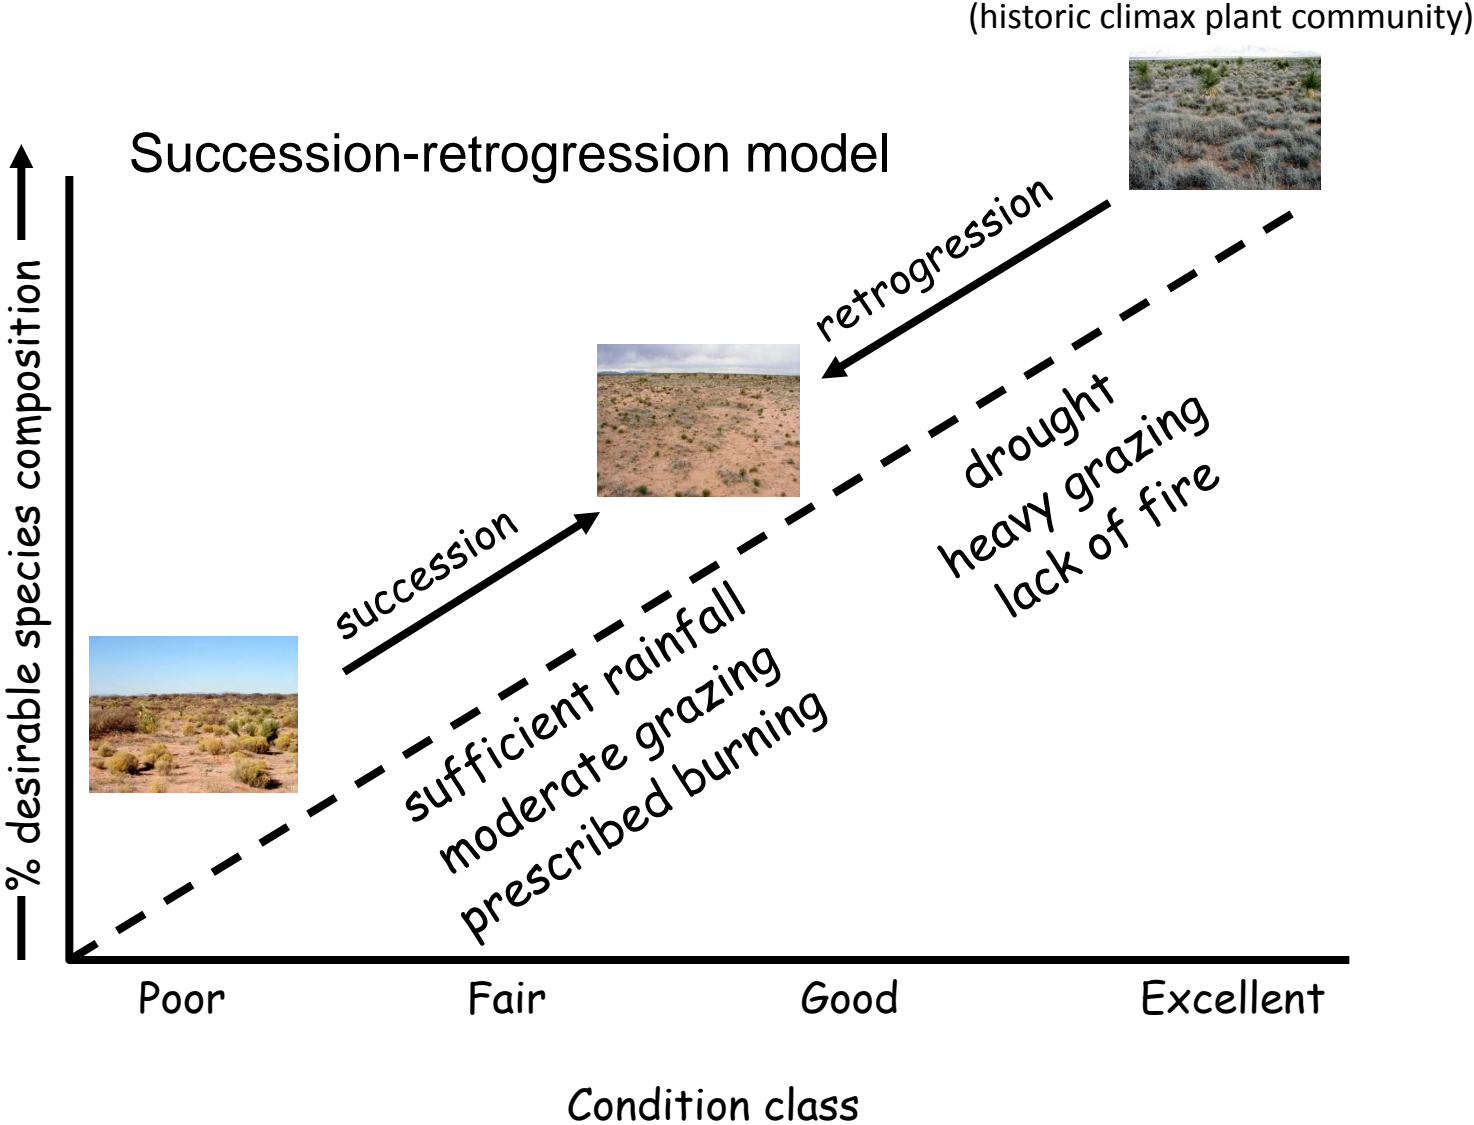 (historic climax plant community)
Succession-retrogression model
% desirable species composition
retrogression
succession
drought
heavy grazing
lack of fire
sufficient rainfall
moderate grazing
prescribed burning
Poor Fair Good Excellent
Condition class